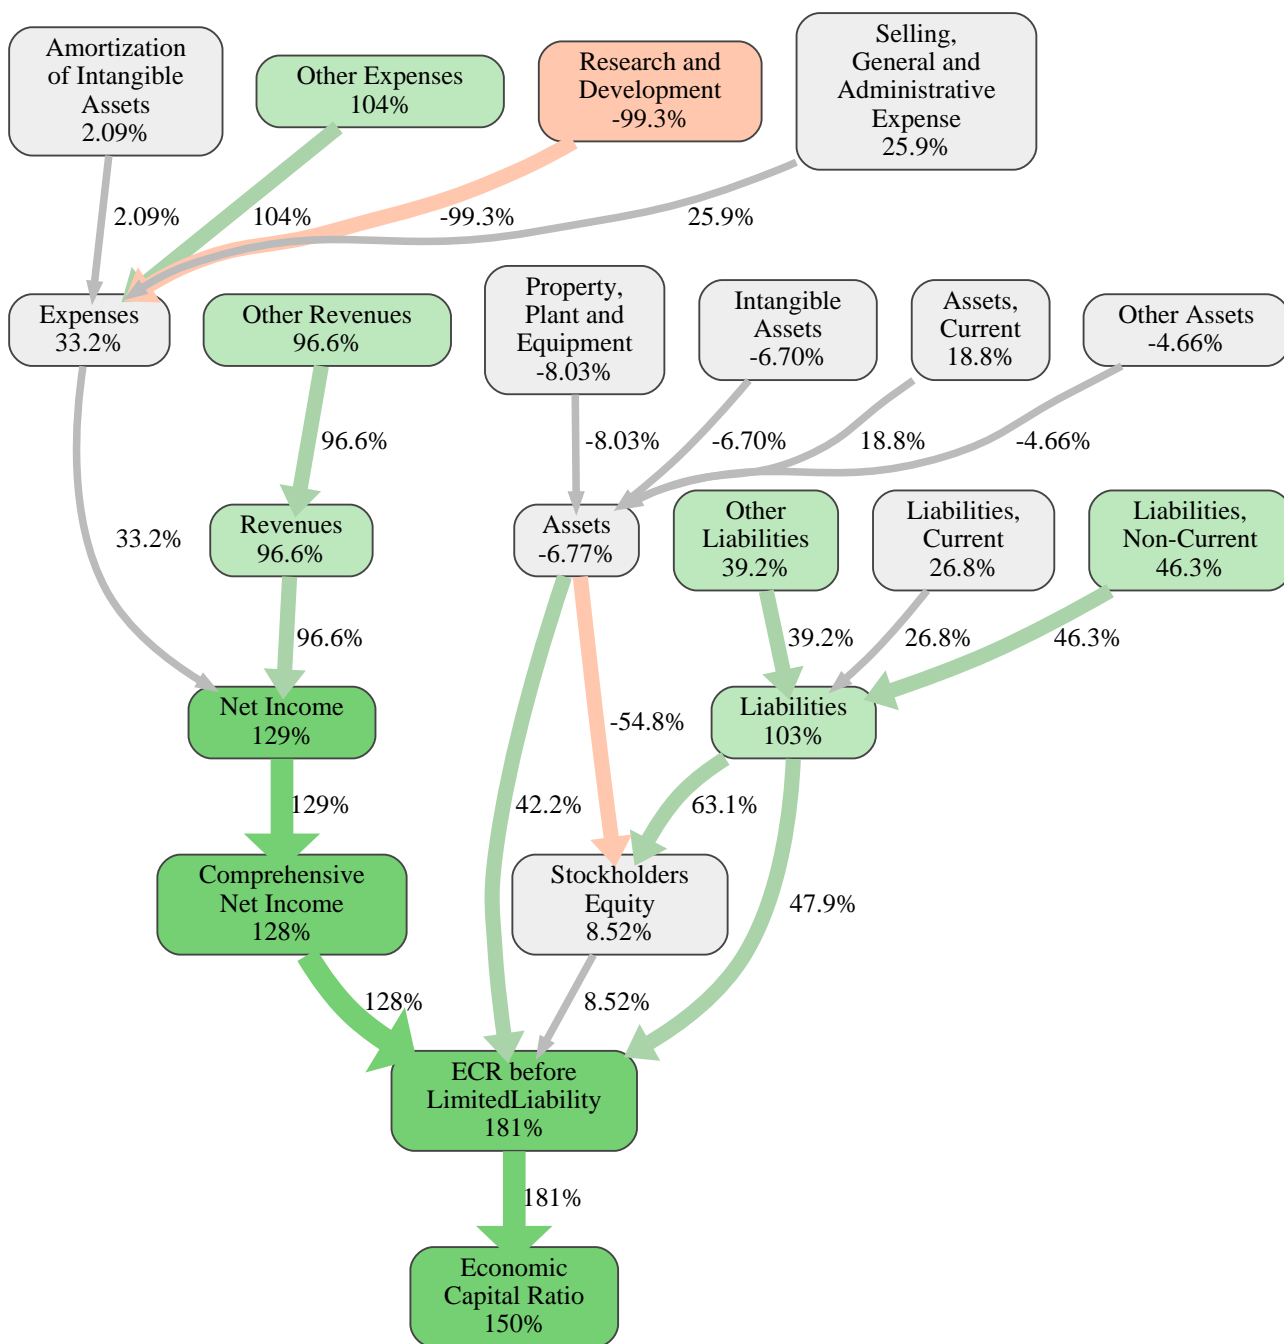 Amortization
of Intangible
Assets
2.09%
Other Expenses
104%
Research and
Development
-99.3%
Selling,
General and
Administrative
Expense
25.9%
2.09%
104%
-99.3%
25.9%
Expenses
33.2%
Other Revenues
96.6%
Property,
Plant and
Equipment
-8.03%
Intangible
Assets
-6.70%
Assets,
Current
18.8%
Other Assets
-4.66%
96.6%
-8.03%
-6.70%
18.8%
-4.66%
33.2%
Revenues
96.6%
Assets
-6.77%
Other
Liabilities
39.2%
Liabilities,
Current
26.8%
Liabilities,
Non-Current
46.3%
96.6%
39.2%
26.8%
46.3%
Net Income
129%
-54.8%
Liabilities
103%
129%
42.2%
63.1%
Comprehensive
Net Income
128%
Stockholders
Equity
8.52%
47.9%
128%
8.52%
ECR before
LimitedLiability
181%
181%
Economic
Capital Ratio
150%